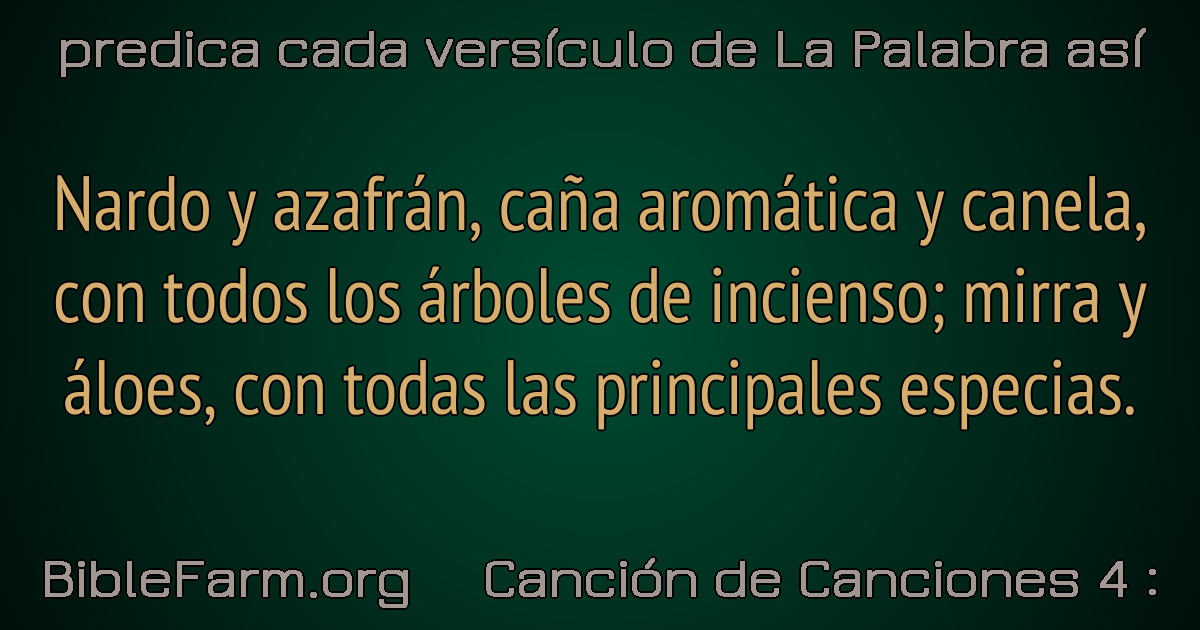 predica cada versículo de La Palabra así
Nardo y azafrán, caña aromática y canela,
con todos los árboles de incienso; mirra y
áloes, con todas las principales especias.
BibleFarm.org Canción de Canciones 4 :